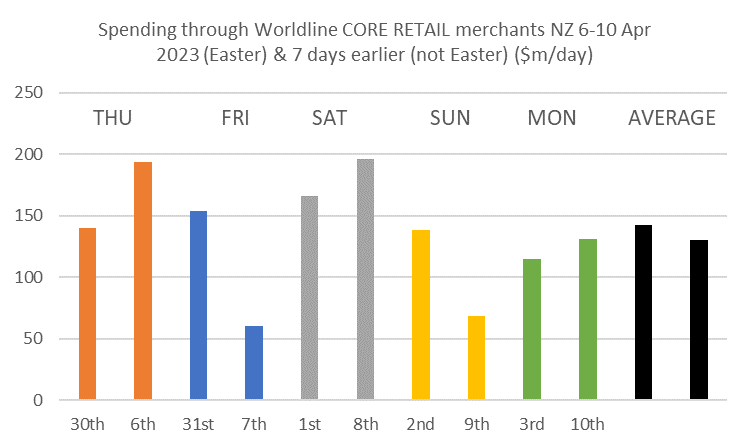 Spending through Worldline CORE RETAIL merchants NZ 6-10 Apr
2023 (Easter) & 7 days earlier (not Easter) ($m/day)
250
THU FRI SAT SUN MON AVERAGE
200
150
100
50
0
30th 6th 31st 7th 1st 8th 2nd 9th 3rd 10th